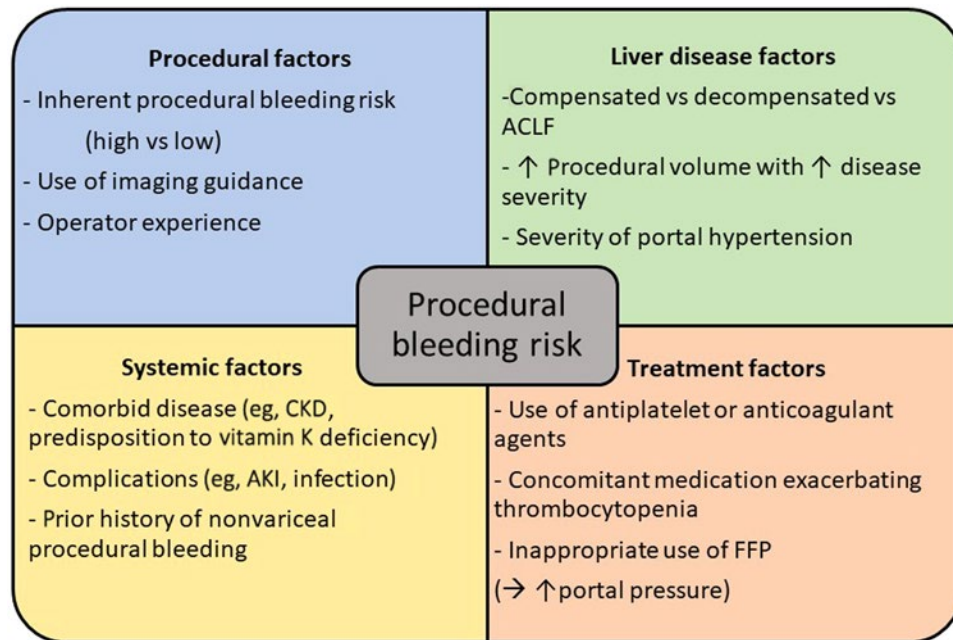 Procedural factors
- Inherent procedural bleeding risk
(high vs low)
- Use of imaging guidance
- Operator experience
Liver disease factors
-Compensated vs decompensated vs
ACLF
- ↑ Procedural volume with ↑ disease
severity
- Severity of portal hypertension
Procedural
bleeding risk
Systemic factors
- Comorbid disease (eg, CKD,
predisposition to vitamin K deficiency)
- Complications (eg, AKI, infection)
- Prior history of nonvariceal
procedural bleeding
Treatment factors
- Use of antiplatelet or anticoagulant
agents
- Concomitant medication exacerbating
thrombocytopenia
- Inappropriate use of FFP
(→ ↑portal pressure)